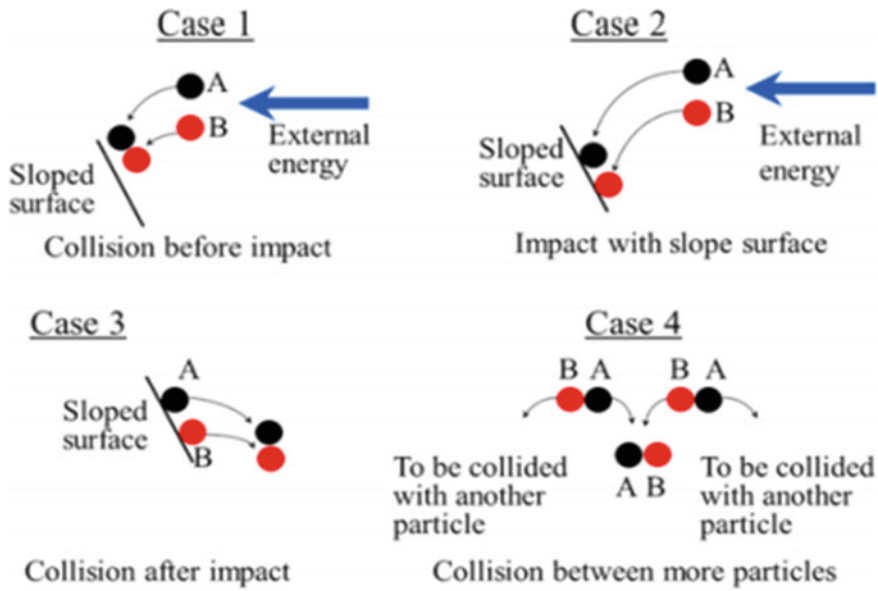 Case 1
A
B
External
energy
Sloped
surface
Collision before impact
Case 2
A
B
External
energy
Sloped
surface
Impact with slope surface
Case 3
A
Sloped
surface
B
Collision after impact
Case 4
B A
B A
To be collided
with another
particle
A B
To be collided
with another
particle
Collision between more particles